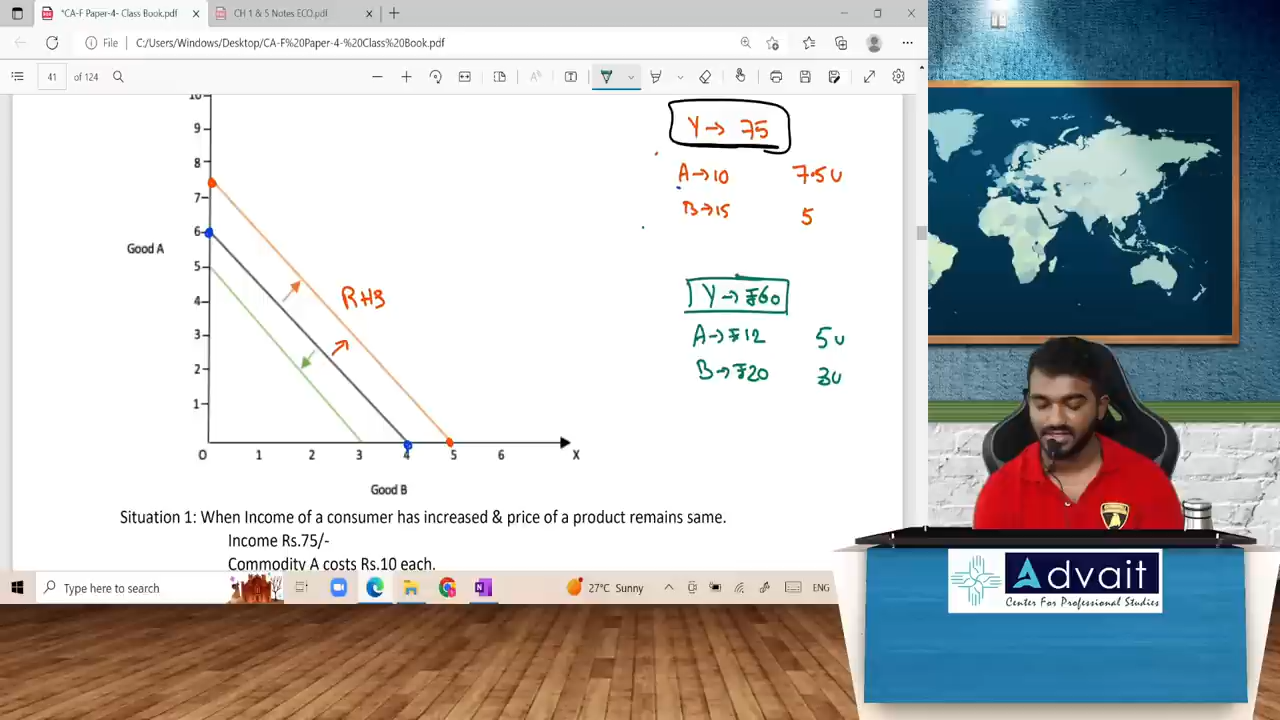 *CA-F Paper-4- Class Book.pdf
CH 1 & 5 Notes ECO.pdf
File
C:/Users/Windows/Desktop/CA-F%20Paper-4-%20Class%20Book.pdf
41 of 124
10
9
8
7
6
5
4
3
2
1
Good A
O 1 2 3 4 5 6 X
Good B
RHS
Y→ 75
A→10 7.5u
B→15 5
Y→₹60
A→₹12 5u
B→₹20 3u
Situation 1: When Income of a consumer has increased & price of a product remains same.
Income Rs.75/-
Commodity A costs Rs.10 each.
Type here to search
27°C Sunny
ENG
Advait
Center For Professional Studies